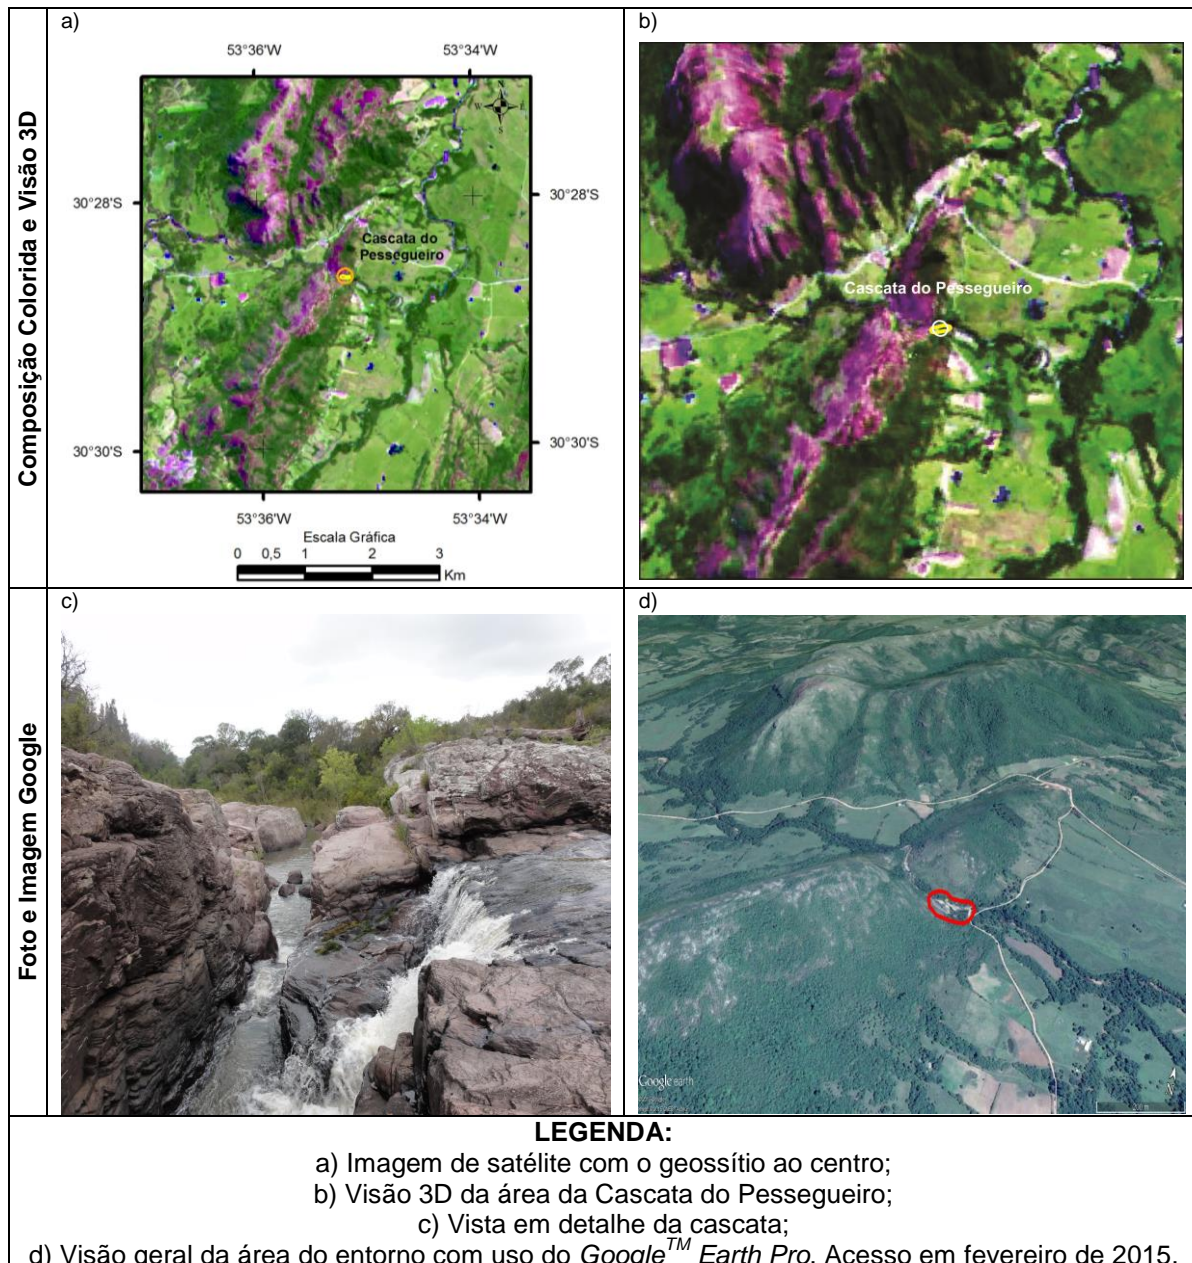 Composição Colorida e Visão 3D
a)
53°36'W 53°34'W
N
W E
S
30°28'S 30°28'S
Cascata do
Pessegueiro
30°30'S 30°30'S
53°36'W 53°34'W
Escala Gráfica
0 0,5 1 2 3
Km
b)
Cascata do Pessegueiro
Foto e Imagem Google
c)
d)
Google earth
N
LEGENDA:
a) Imagem de satélite com o geossítio ao centro;
b) Visão 3D da área da Cascata do Pessegueiro;
c) Vista em detalhe da cascata;
d) Visão geral da área do entorno com uso do Google™ Earth Pro. Acesso em fevereiro de 2015.